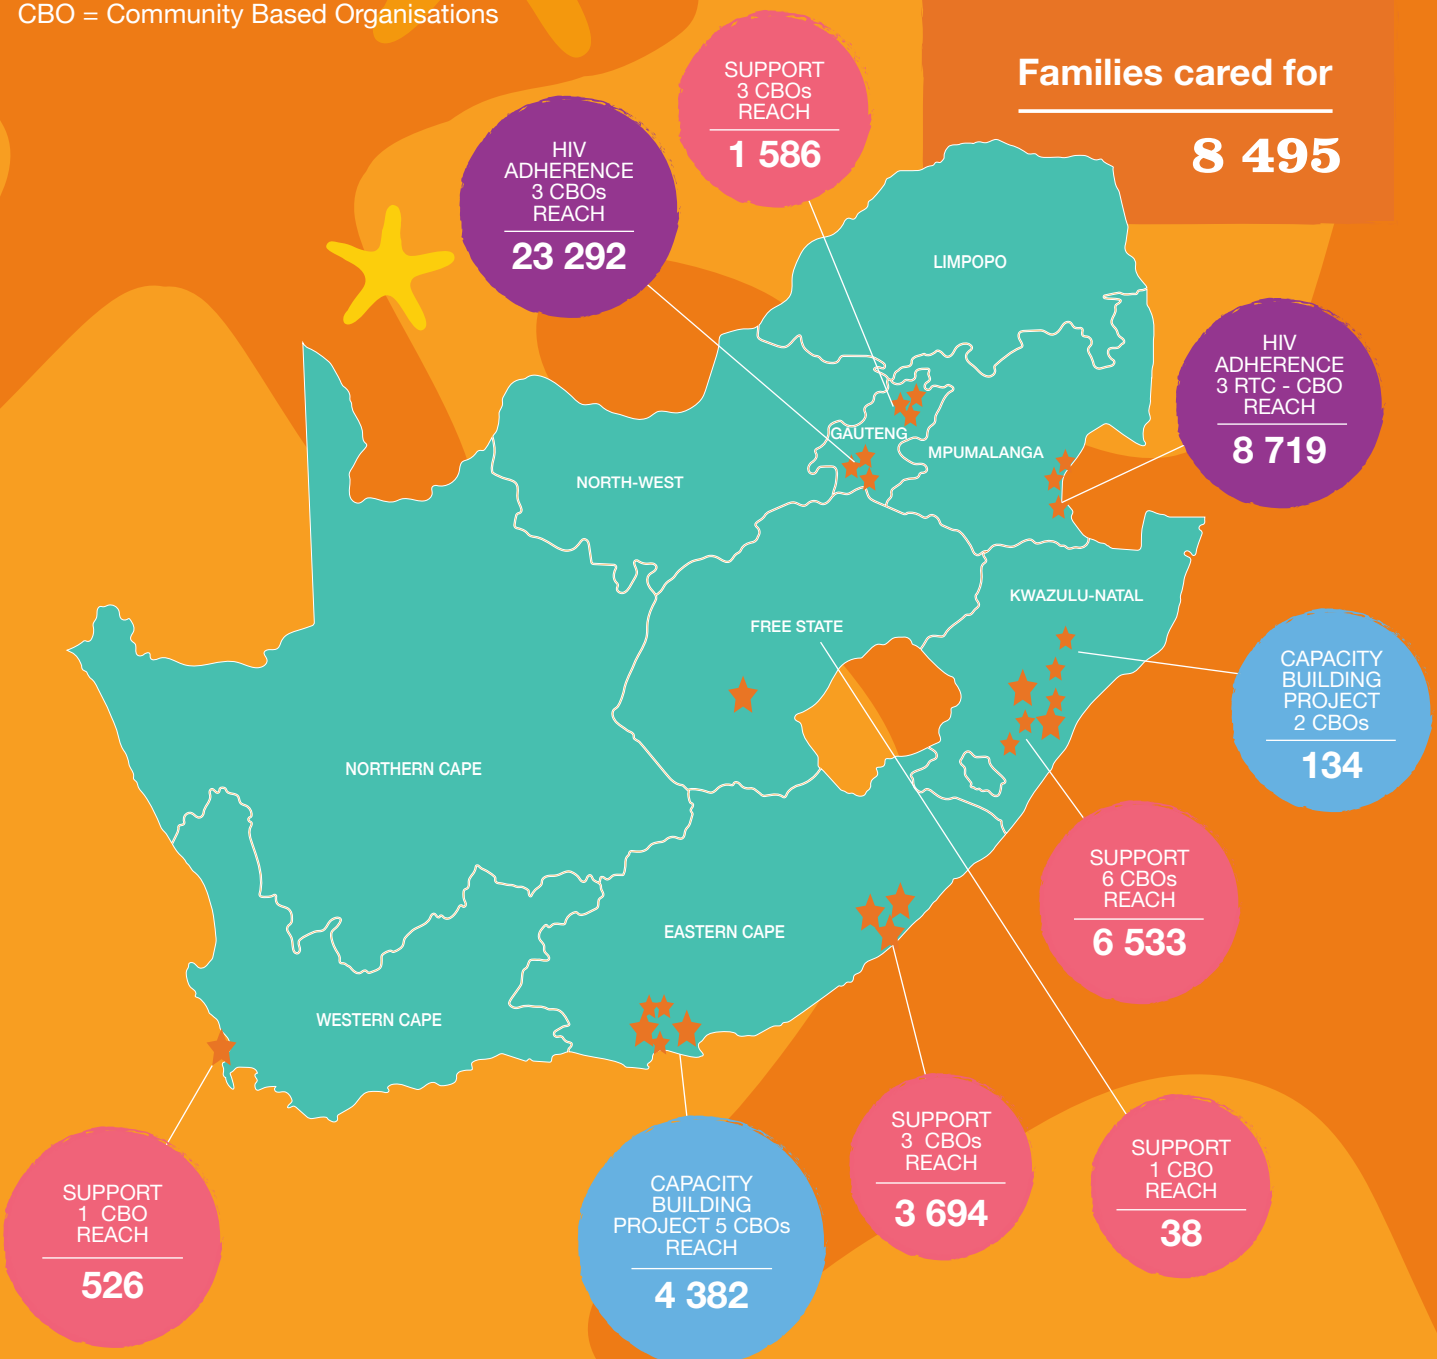 CBO = Community Based Organisations
Families cared for
8 495
SUPPORT
3 CBOs
REACH
1 586
HIV
ADHERENCE
3 CBOs
REACH
23 292
LIMPOPO
HIV
ADHERENCE
3 RTC - CBO
REACH
8 719
GAUTENG
MPUMALANGA
NORTH-WEST
KWAZULU-NATAL
FREE STATE
CAPACITY
BUILDING
PROJECT
2 CBOs
134
NORTHERN CAPE
SUPPORT
6 CBOs
REACH
6 533
EASTERN CAPE
WESTERN CAPE
SUPPORT
1 CBO
REACH
526
CAPACITY
BUILDING
PROJECT 5 CBOs
REACH
4 382
SUPPORT
3 CBOs
REACH
3 694
SUPPORT
1 CBO
REACH
38